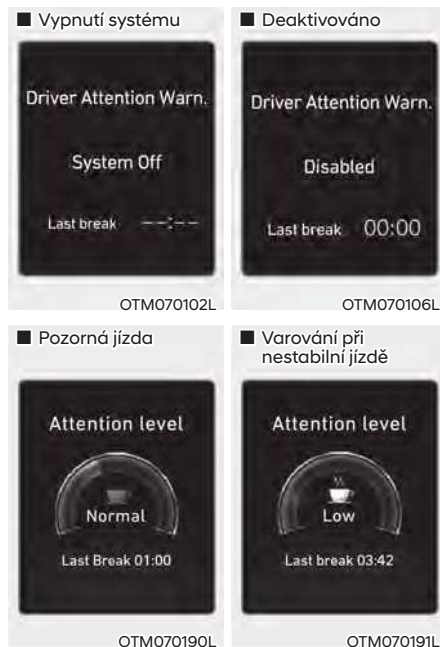 ■ Vypnutí systému
Driver Attention Warn.
System Off
Last break --:--
OTM070102L
■ Deaktivováno
Driver Attention Warn.
Disabled
Last break 00:00
OTM070106L
■ Pozorná jízda
Attention level
Normal
Last Break 01:00
OTM070190L
■ Varování při
nestabilní jízdě
Attention level
Low
Last break 03:42
OTM070191L